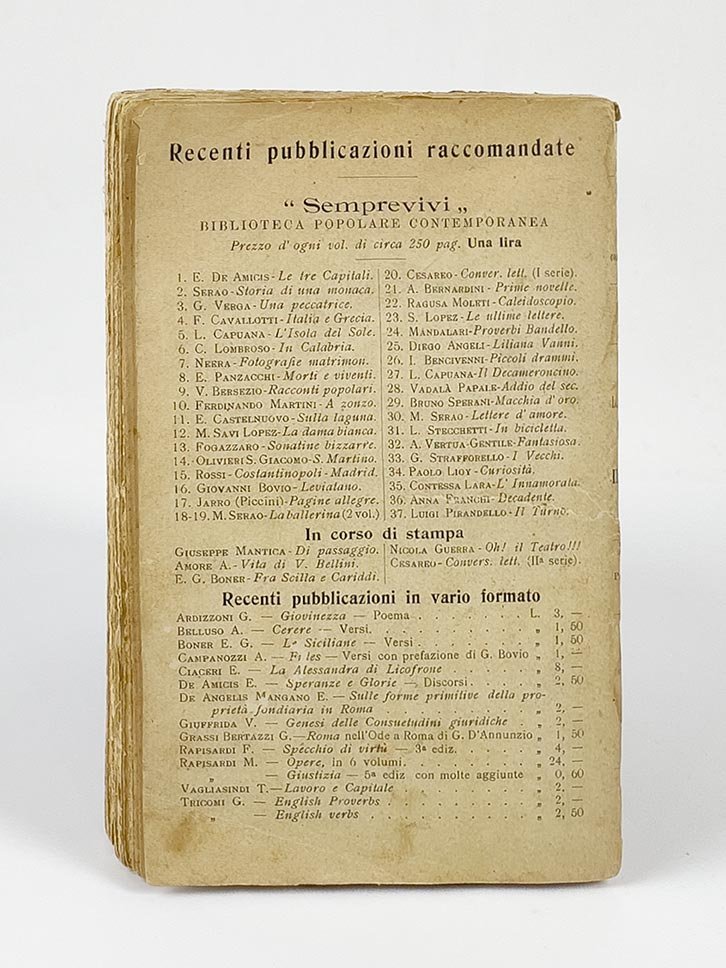 Recenti pubblicazioni raccomandate
“ Semprevivi „
BIBLIOTECA POPOLARE CONTEMPORANEA
Prezzo d' ogni vol. di circa 250 pag. Una lira
1. E. DE AMICIS - Le tre Capitali.
2. SERAO - Storia di una monaca.
3. G. VERGA - Una peccatrice.
4. F. CAVALLOTTI - Italia e Grecia.
5. L. CAPUANA - L'Isola del Sole.
6. C. LOMBROSO - In Calabria.
7. NEERA - Fotografie matrimon.
8. E. PANZACCHI - Morti e viventi.
9. V. BERSEZIO - Racconti popolari.
10. FERDINANDO MARTINI - A zonzo.
11. E. CASTELNUOVO - Sulla laguna.
12. M. SAVI LOPEZ - La dama bianca.
13. FOGAZZARO - Sonatine bizzarre.
14. OLIVIERI S. GIACOMO - S. Martino.
15. ROSSI - Costantinopoli - Madrid.
16. GIOVANNI BOVIO - Leviatano.
17. JARRO (Piccini) - Pagine allegre.
18-19. M. SERAO - La ballerina (2 vol.)
20. CESAREO - Conver. lett. (I serie).
21. A. BERNARDINI - Prime novelle.
22. RAGUSA MOLETI - Caleidoscopio.
23. S. LOPEZ - Le ultime lettere.
24. MANDALARI - Proverbi Bandello.
25. DIEGO ANGELI - Liliana Vanni.
26. I. BENCIVENNI - Piccoli drammi.
27. L. CAPUANA - Il Decameroncino.
28. VADALÀ PAPALE - Addio del sec.
29. BRUNO SPERANI - Macchia d'oro.
30. M. SERAO - Lettere d'amore.
31. L. STECCHETTI - In bicicletta.
32. A. VERTUA-GENTILE - Fantasiosa.
33. G. STRAFFORELLO - I Vecchi.
34. PAOLO LIOY - Curiosità.
35. CONTESSA LARA - L' Innamorata.
36. ANNA FRANCHI - Decadente.
37. LUIGI PIRANDELLO - Il Turno.
In corso di stampa
GIUSEPPE MANTICA - Di passaggio.
AMORE A. - Vita di V. Bellini.
E. G. BONER - Fra Scilla e Cariddi.
NICOLA GUERRA - Oh! il Teatro!!!
CESAREO - Convers. lett. (IIª serie).
Recenti pubblicazioni in vario formato
ARDIZZONI G. — Giovinezza — Poema . . . . . . . L. 3, —
BELLUSO A. — Cerere — Versi. . . . . . . . . „ 1, 50
BONER E. G. — Le Siciliane — Versi . . . . . . . „ 1, 50
CAMPANOZZI A. — Fi les — Versi con prefazione di G. Bovio „ 1, —
CIACERI E. — La Alessandra di Licofrone . . . . . „ 8, —
DE AMICIS E. — Speranze e Glorie — Discorsi. . . . . „ 2, 50
DE ANGELIS MANGANO E. — Sulle forme primitive della pro-
prietà fondiaria in Roma . . . . . . . . „ 2, —
GIUFFRIDA V. — Genesi delle Consuetudini giuridiche . . „ 2, —
GRASSI BERTAZZI G. — Roma nell'Ode a Roma di G. D'Annunzio „ 1, 50
RAPISARDI F. — Specchio di virtù — 3ª ediz. . . . . . „ 4, —
RAPISARDI M. — Opere, in 6 volumi. . . . . . . . „ 24, —
„ — Giustizia — 5ª ediz con molte aggiunte „ 0, 60
VAGLIASINDI T. — Lavoro e Capitale . . . . . . . „ 2, —
TRICOMI G. — English Proverbs . . . . . . . . „ 2, —
„ — English verbs . . . . . . . . . „ 2, 50